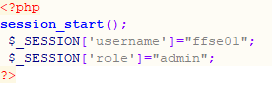 <?php
session_start();
$_SESSION['username']="ffse01";
$_SESSION['role']="admin";
?>